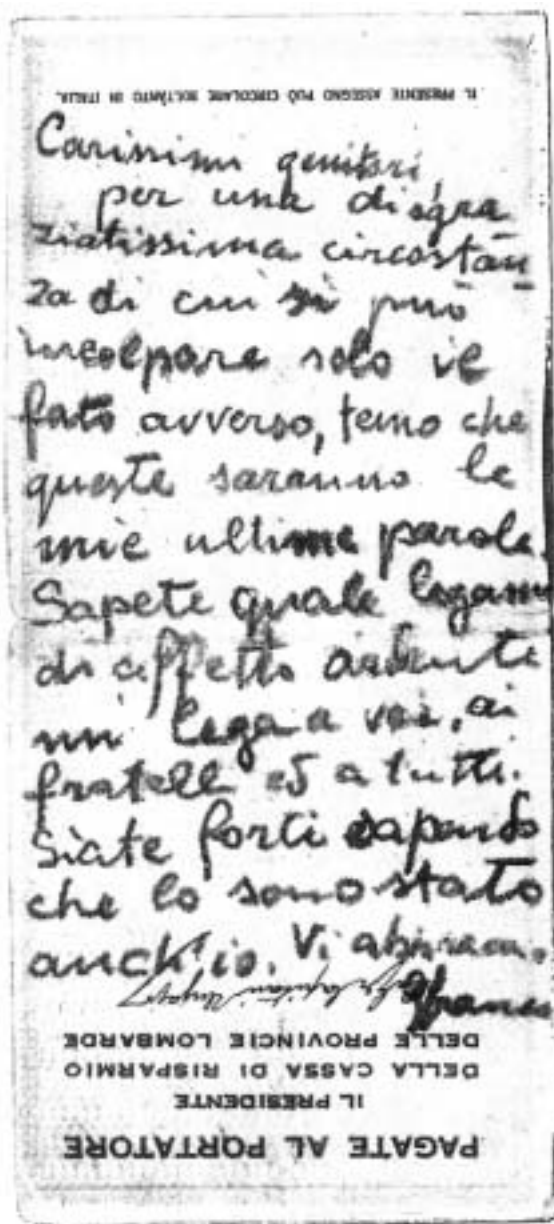 IL PRESENTE ASSEGNO PUÒ CIRCOLARE SOLTANTO IN ITALIA.
Carissimi genitori,
per una disgra
ziatissima circostan
za di cui si può
incolpare solo il
fato avverso, temo che
queste saranno le
mie ultime parole.
Sapete quale legame
di affetto ardente
mi lega a voi, ai
fratelli ed a tutti.
Siate forti sapendo
che lo sono stato
anch'io. Vi abbraccio.
Franco
DELLE PROVINCIE LOMBARDE
DELLA CASSA DI RISPARMIO
IL PRESIDENTE
PAGATE AL PORTATORE